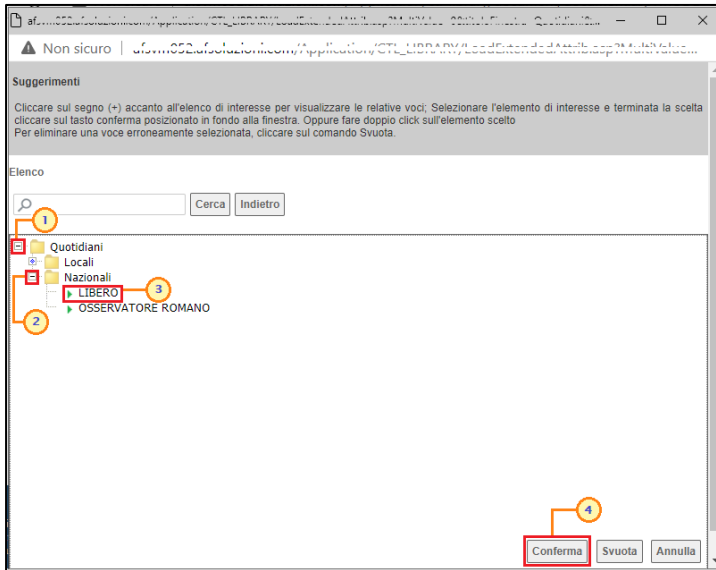 Non sicuro
Suggerimenti
Cliccare sul segno (+) accanto all'elenco di interesse per visualizzare le relative voci; Selezionare l'elemento di interesse e terminata la scelta
cliccare sul tasto conferma posizionato in fondo alla finestra. Oppure fare doppio click sull'elemento scelto
Per eliminare una voce erroneamente selezionata, cliccare sul comando Svuota.
Elenco
Cerca Indietro
1
Quotidiani
Locali
Nazionali
LIBERO 3
OSSERVATORE ROMANO
2
4
Conferma Svuota Annulla